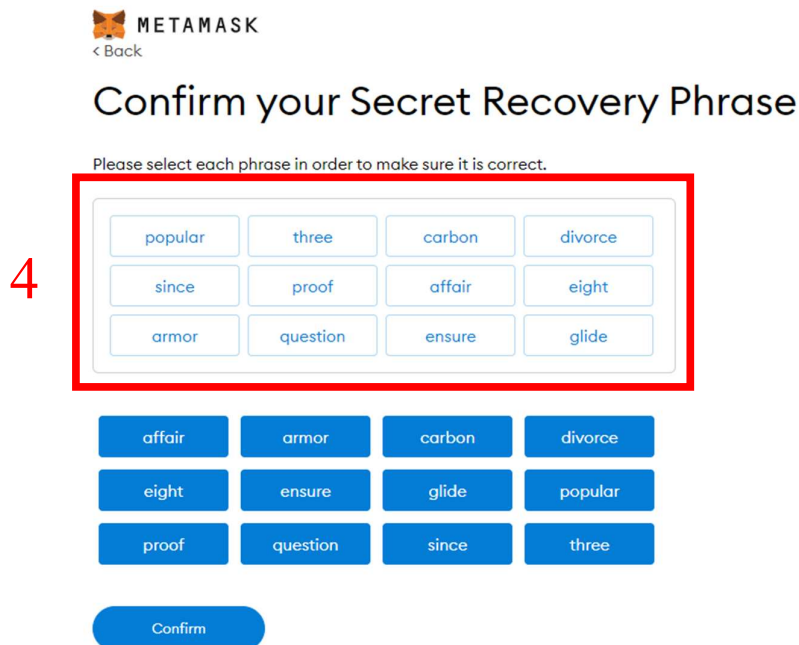 METAMASK
< Back
Confirm your Secret Recovery Phrase
Please select each phrase in order to make sure it is correct.
4
popular three carbon divorce
since proof affair eight
armor question ensure glide
affair armor carbon divorce
eight ensure glide popular
proof question since three
Confirm